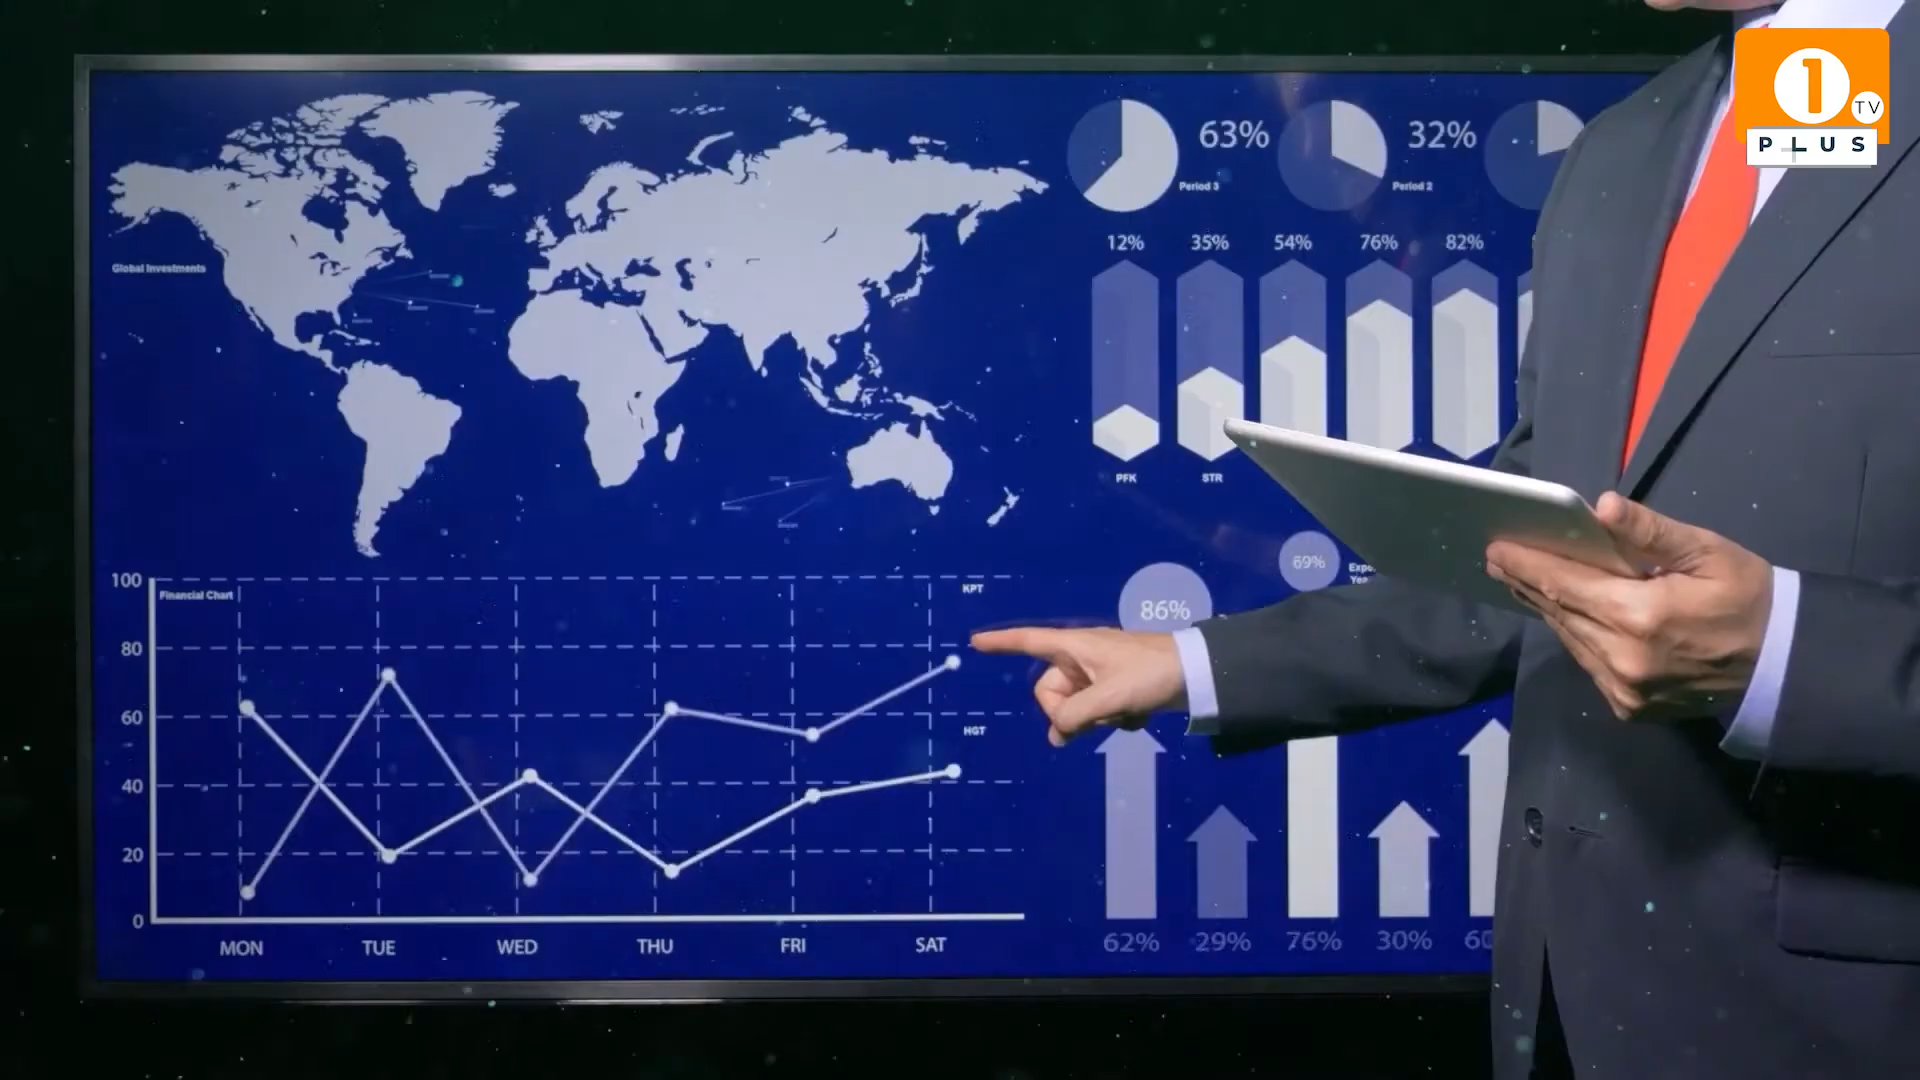 1
TV
PLUS
63%
32%
Period 3
Period 2
12% 35% 54% 76% 82%
Global Investments
PFK STR
69%
86%
100
Financial Chart
KPT
80
60
HGT
40
20
0
MON TUE WED THU FRI SAT
62% 29% 76% 30% 60